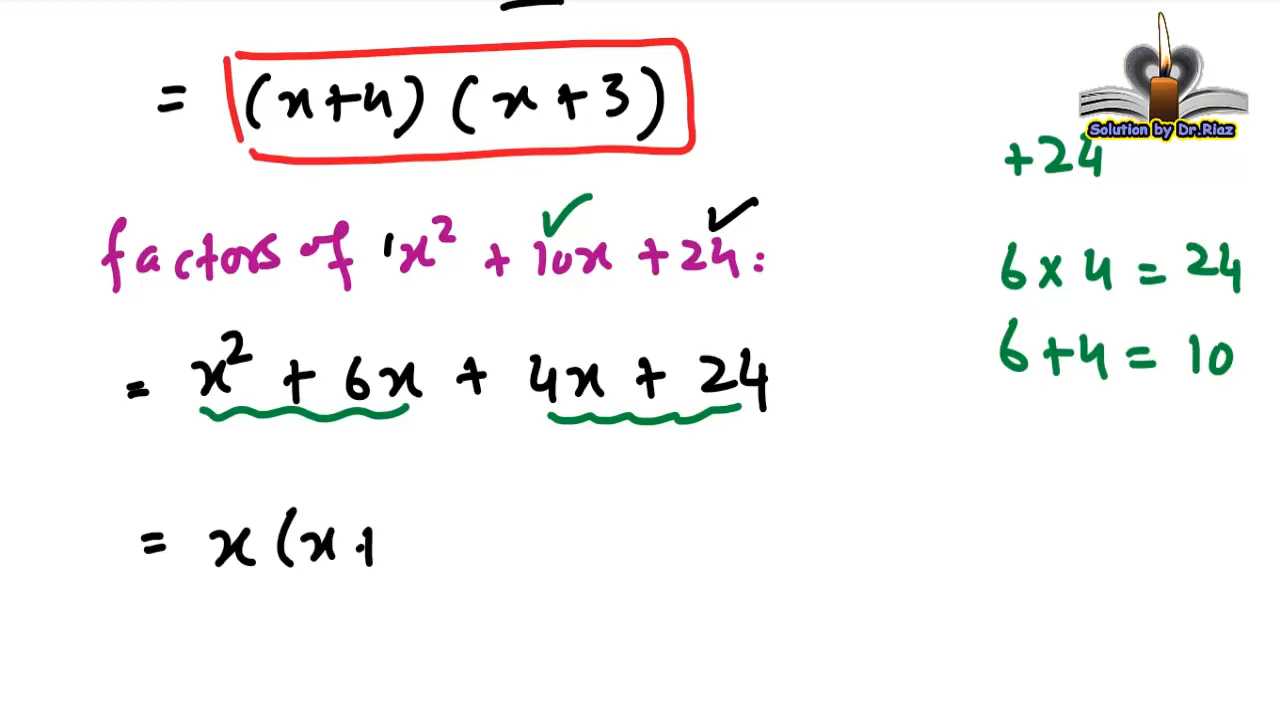 = (x+4) (x+3)
Solution by Dr.Riaz
+24
factors of 1x² + 10x + 24:
6 × 4 = 24
6 + 4 = 10
= x² + 6x + 4x + 24
= x (x +